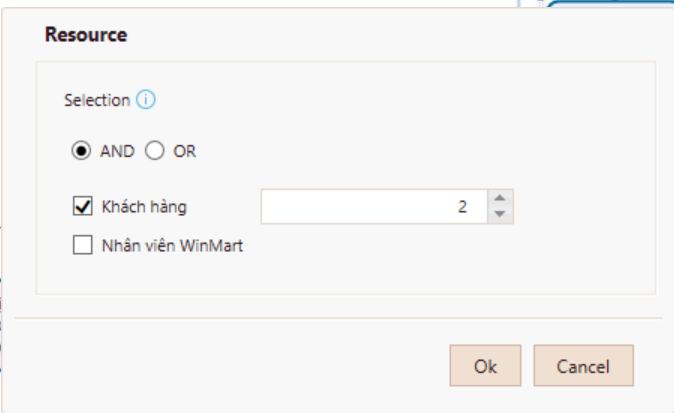 Resource
Selection
AND OR
Khách hàng 2
Nhân viên WinMart
Ok Cancel